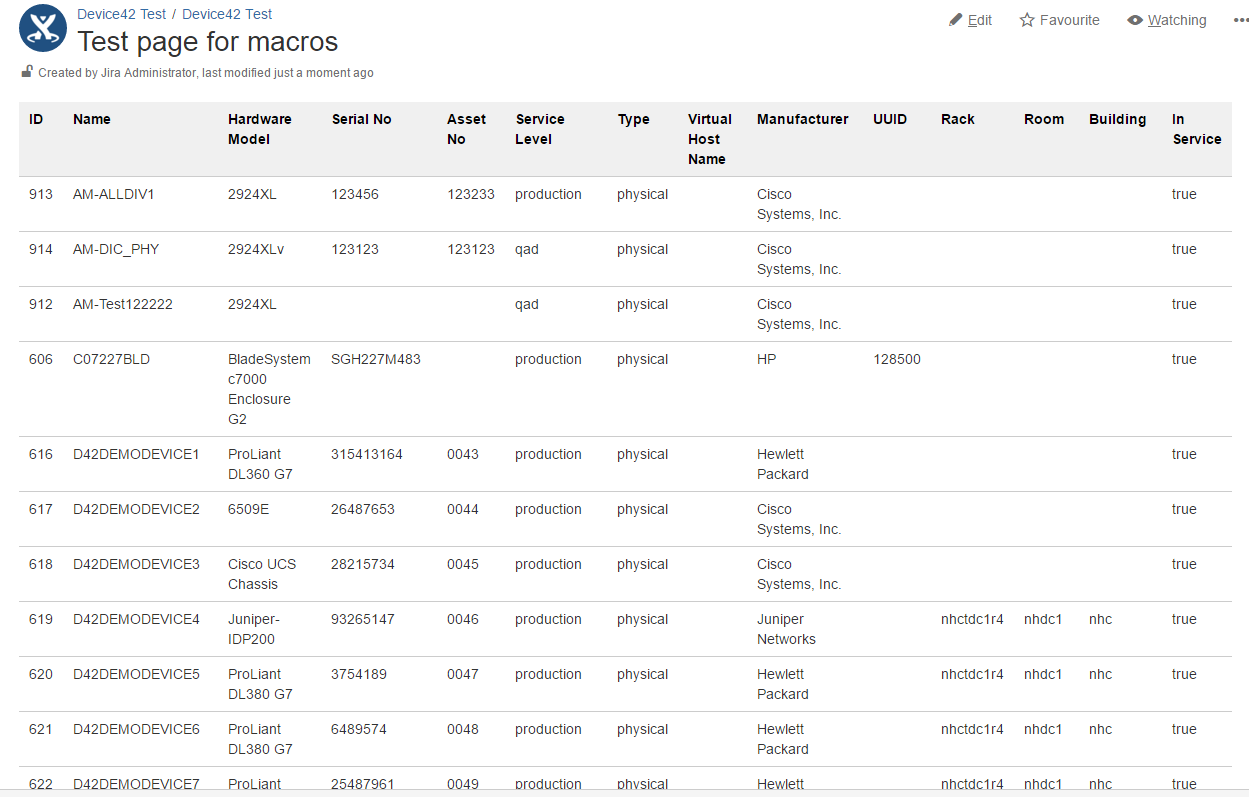 Device42 Test / Device42 Test
Edit Favourite Watching
Test page for macros
Created by Jira Administrator, last modified just a moment ago
ID Name Hardware Model Serial No Asset No Service Level Type Virtual Host Name Manufacturer UUID Rack Room Building In Service
913 AM-ALLDIV1 2924XL 123456 123233 production physical Cisco Systems, Inc. true
914 AM-DIC_PHY 2924XLv 123123 123123 qad physical Cisco Systems, Inc. true
912 AM-Test122222 2924XL qad physical Cisco Systems, Inc. true
606 C07227BLD BladeSystem c7000 Enclosure G2 SGH227M483 production physical HP 128500 true
616 D42DEMODEVICE1 ProLiant DL360 G7 315413164 0043 production physical Hewlett Packard true
617 D42DEMODEVICE2 6509E 26487653 0044 production physical Cisco Systems, Inc. true
618 D42DEMODEVICE3 Cisco UCS Chassis 28215734 0045 production physical Cisco Systems, Inc. true
619 D42DEMODEVICE4 Juniper-IDP200 93265147 0046 production physical Juniper Networks nhctdc1r4 nhdc1 nhc true
620 D42DEMODEVICE5 ProLiant DL380 G7 3754189 0047 production physical Hewlett Packard nhctdc1r4 nhdc1 nhc true
621 D42DEMODEVICE6 ProLiant DL380 G7 6489574 0048 production physical Hewlett Packard nhctdc1r4 nhdc1 nhc true
622 D42DEMODEVICE7 ProLiant 25487961 0049 production physical Hewlett nhctdc1r4 nhdc1 nhc true